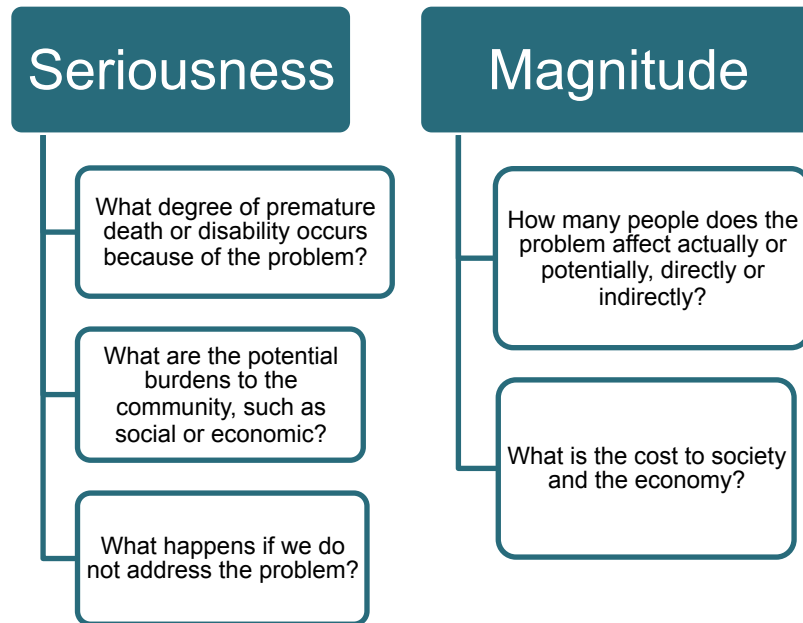 Seriousness
What degree of premature
death or disability occurs
because of the problem?
What are the potential
burdens to the
community, such as
social or economic?
What happens if we do
not address the problem?
Magnitude
How many people does the
problem affect actually or
potentially, directly or
indirectly?
What is the cost to society
and the economy?